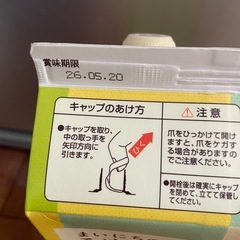 賞味期限
26.05.20
キャップのあけ方
●キャップを取り、
中の取っ手を
矢印方向に
引きます。
ひく
⚠注意
爪をひっかけて開け
ると、爪をケガす
る場合がありますの
でご注意ください。
●開栓後は確実にキャップ
を閉めて、立てて保管し
てください。
まいにち